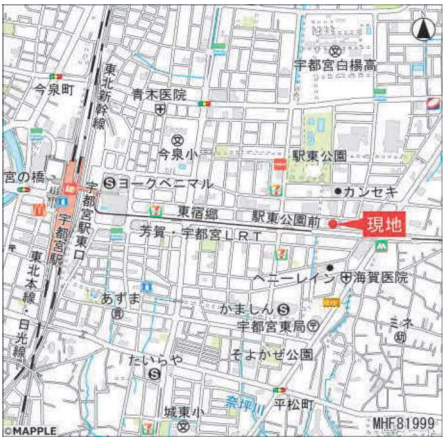 宇都宮白楊高
今泉町
東北新幹線
青木医院
今泉小
駅東公園
宮の橋
ヨークベニマル
カンセキ
宇都宮駅東口
東宿郷
駅東公園前
現地
宇都宮駅
芳賀・宇都宮LRT
東北本線・日光線
ベニーレイン
海賀医院
あずま
かましん
宇都宮東局
ミネ
そよかぜ公園
たいらや
奈坪川
平松町
城東小
©MAPPLE
MHF81999